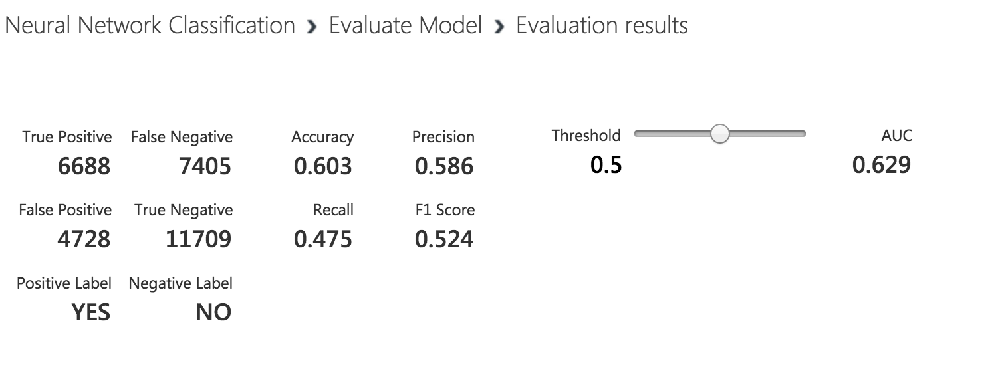 Neural Network Classification › Evaluate Model › Evaluation results
True Positive False Negative Accuracy Precision Threshold AUC
6688 7405 0.603 0.586 0.5 0.629
False Positive True Negative Recall F1 Score
4728 11709 0.475 0.524
Positive Label Negative Label
YES NO